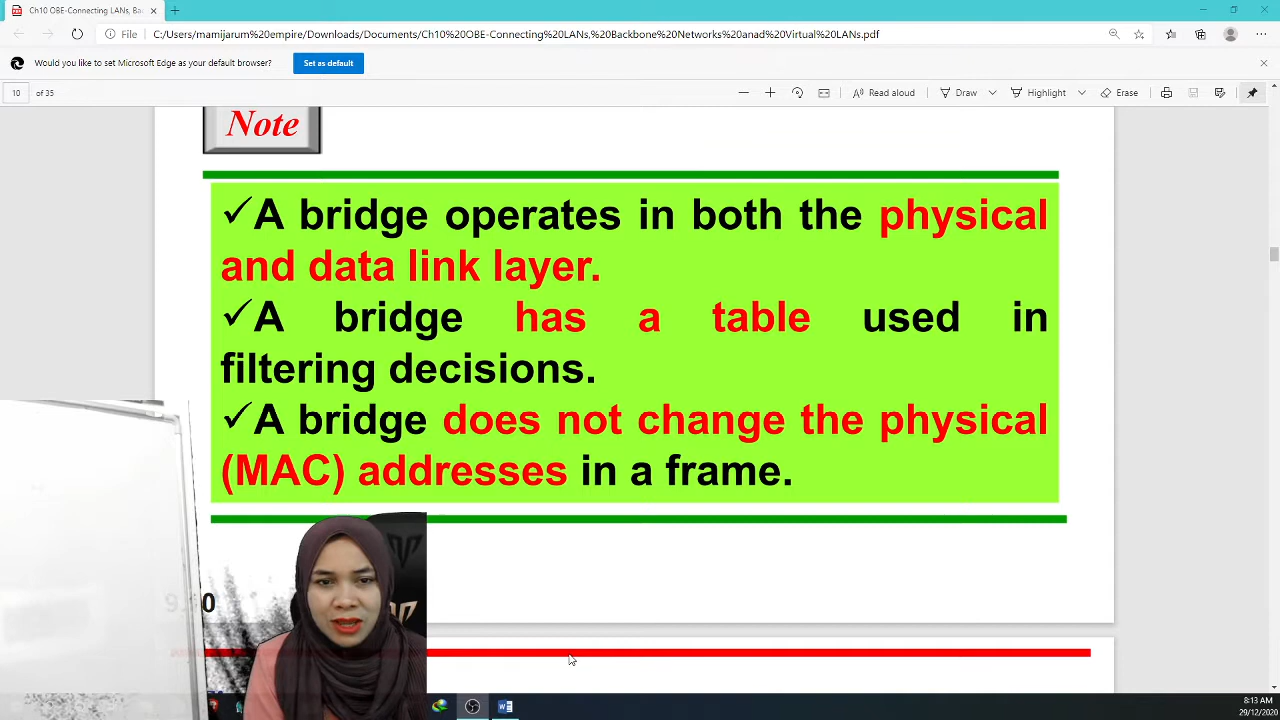 Ch10 OBE-Connecting LANs, Ba
File C:/Users/mamijarum%20empire/Downloads/Documents/Ch10%20OBE-Connecting%20LANs,%20Backbone%20Networks%20anad%20Virtual%20LANs.pdf
Would you like to set Microsoft Edge as your default browser? Set as default
10 of 35 Read aloud Draw Highlight Erase
Note
✓A bridge operates in both the physical
and data link layer.
✓A bridge has a table used in
filtering decisions.
✓A bridge does not change the physical
(MAC) addresses in a frame.
8:13 AM
29/12/2020